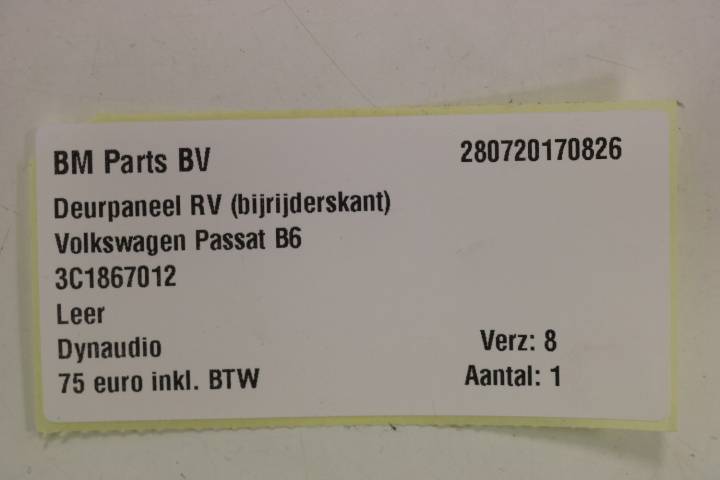 BM Parts BV 280720170826
Deurpaneel RV (bijrijderskant)
Volkswagen Passat B6
3C1867012
Leer
Dynaudio Verz: 8
75 euro inkl. BTW Aantal: 1